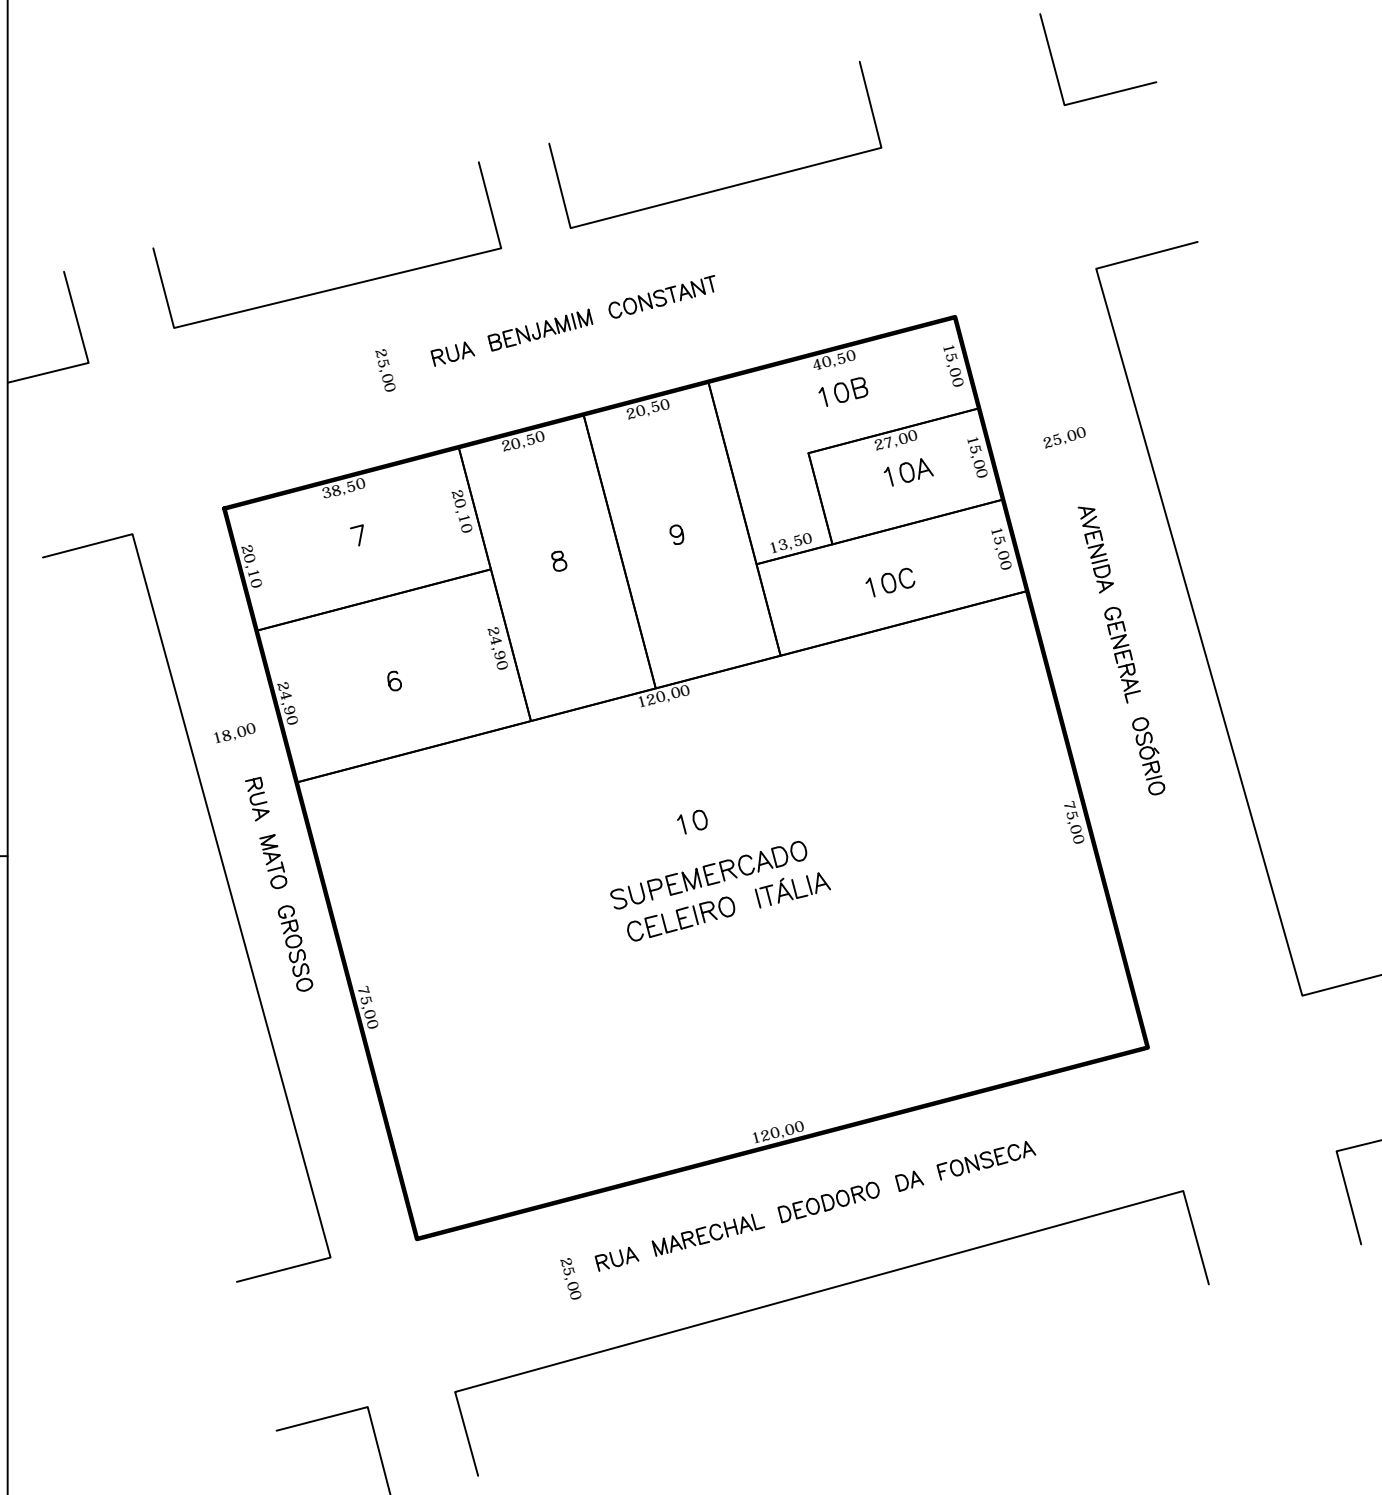 RUA BENJAMIM CONSTANT
25,00
40,50
15,00
10B
20,50
20,50
27,00
10A
15,00
25,00
38,50
7
20,10
20,10
8
9
13,50
10C
15,00
AVENIDA GENERAL OSÓRIO
6
24,90
24,90
120,00
18,00
RUA MATO GROSSO
10
SUPEMERCADO
CELEIRO ITÁLIA
75,00
75,00
120,00
RUA MARECHAL DEODORO DA FONSECA
25,00